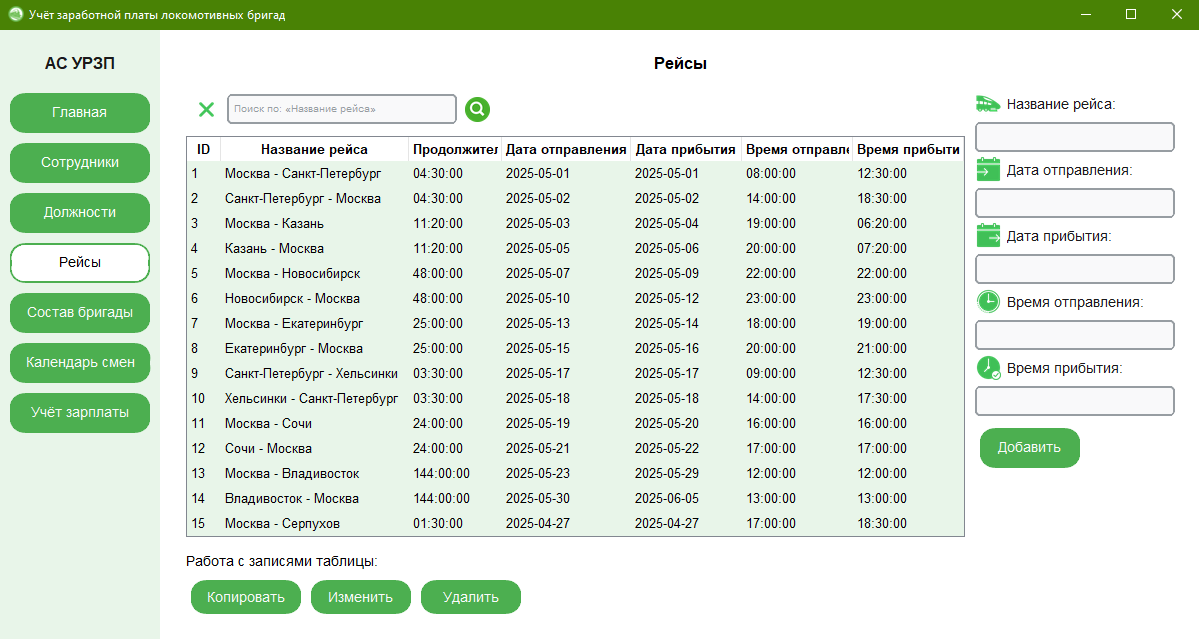 Учёт заработной платы локомотивных бригад
АС УРЗП
Главная
Сотрудники
Должности
Рейсы
Состав бригады
Календарь смен
Учёт зарплаты
Рейсы
Поиск по: «Название рейса»
ID Название рейса Продолжител Дата отправления Дата прибытия Время отправле Время прибыти
1 Москва - Санкт-Петербург 04:30:00 2025-05-01 2025-05-01 08:00:00 12:30:00
2 Санкт-Петербург - Москва 04:30:00 2025-05-02 2025-05-02 14:00:00 18:30:00
3 Москва - Казань 11:20:00 2025-05-03 2025-05-04 19:00:00 06:20:00
4 Казань - Москва 11:20:00 2025-05-05 2025-05-06 20:00:00 07:20:00
5 Москва - Новосибирск 48:00:00 2025-05-07 2025-05-09 22:00:00 22:00:00
6 Новосибирск - Москва 48:00:00 2025-05-10 2025-05-12 23:00:00 23:00:00
7 Москва - Екатеринбург 25:00:00 2025-05-13 2025-05-14 18:00:00 19:00:00
8 Екатеринбург - Москва 25:00:00 2025-05-15 2025-05-16 20:00:00 21:00:00
9 Санкт-Петербург - Хельсинки 03:30:00 2025-05-17 2025-05-17 09:00:00 12:30:00
10 Хельсинки - Санкт-Петербург 03:30:00 2025-05-18 2025-05-18 14:00:00 17:30:00
11 Москва - Сочи 24:00:00 2025-05-19 2025-05-20 16:00:00 16:00:00
12 Сочи - Москва 24:00:00 2025-05-21 2025-05-22 17:00:00 17:00:00
13 Москва - Владивосток 144:00:00 2025-05-23 2025-05-29 12:00:00 12:00:00
14 Владивосток - Москва 144:00:00 2025-05-30 2025-06-05 13:00:00 13:00:00
15 Москва - Серпухов 01:30:00 2025-04-27 2025-04-27 17:00:00 18:30:00
Работа с записями таблицы:
Копировать Изменить Удалить
Название рейса:
Дата отправления:
Дата прибытия:
Время отправления:
Время прибытия:
Добавить